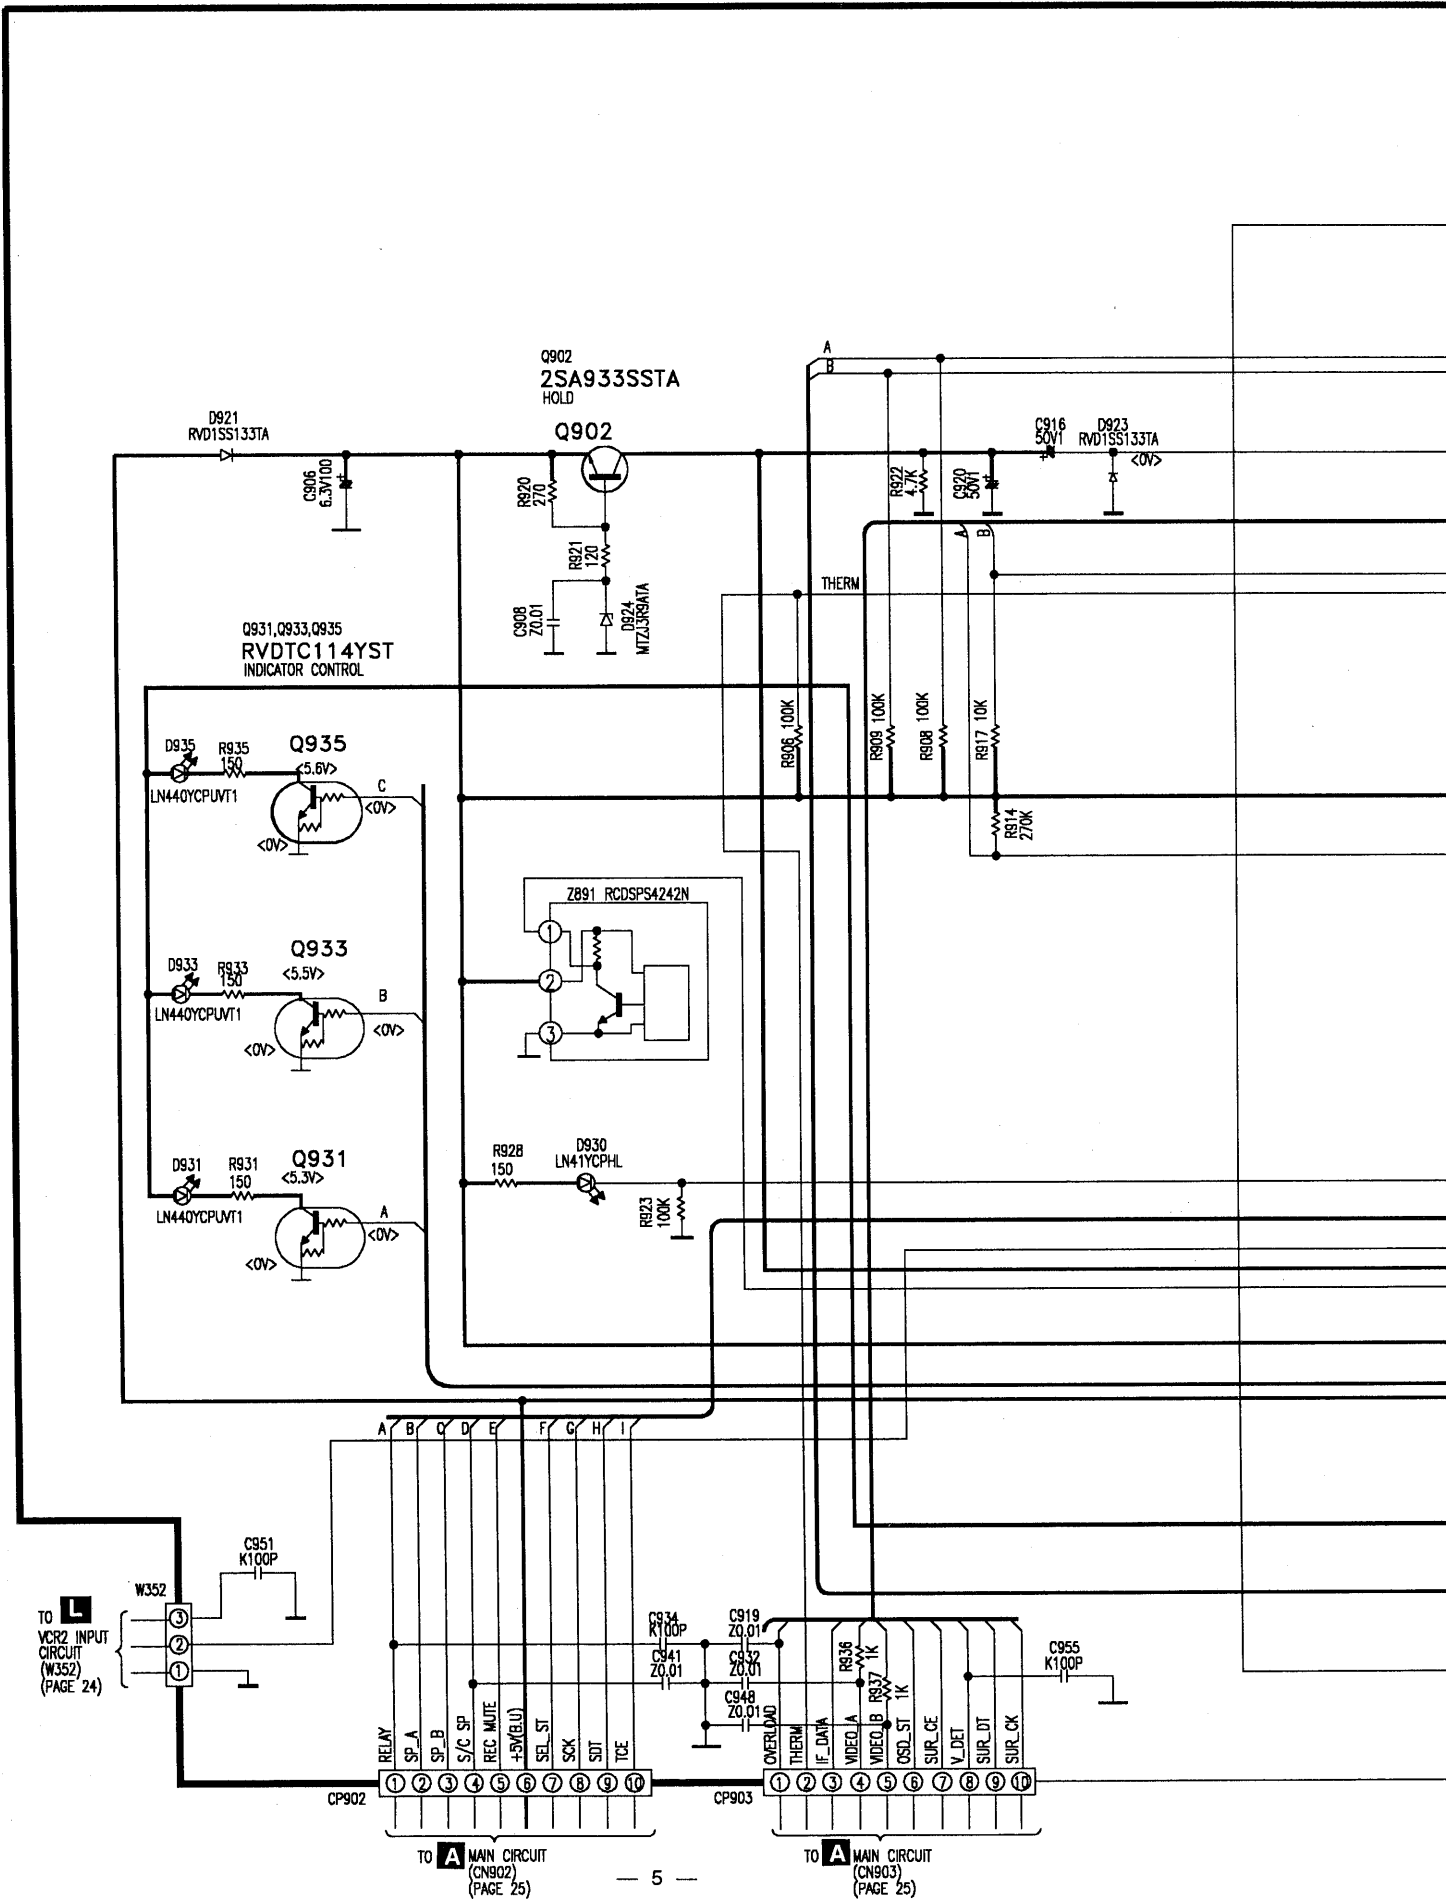 A
B
Q902
2SA933SSTA
HOLD
Q902
D921
RVD1SS133TA
C906
6.3V100
R920
270
R921
120
C908
Z0.01
D924
MTZJ3R9ATA
C916
50V1
D923
RVD1SS133TA
<0V>
R922
4.7K
C920
50V1
A
B
THERM
Q931,Q933,Q935
RVDTC114YST
INDICATOR CONTROL
R906 100K
R909 100K
R908 100K
R917 10K
R914
270K
D935
R935
150
Q935
<5.6V>
LN440YCPUVT1
C
<0V>
<0V>
Z891 RCDSPS4242N
1
2
3
D933
R933
150
Q933
<5.5V>
LN440YCPUVT1
B
<0V>
<0V>
D931
R931
150
Q931
<5.3V>
LN440YCPUVT1
A
<0V>
<0V>
R928
150
D930
LN41YCPHL
R923
100K
A
B
C
D
E
F
G
H
I
C951
K100P
W352
TO L
VCR2 INPUT
CIRCUIT
(W352)
(PAGE 24)
3
2
1
C934
K100P
C919
Z0.01
C941
Z0.01
C932
Z0.01
C948
Z0.01
R936
1K
R937
1K
C955
K100P
RELAY
SP_A
SP_B
S/C SP
REC MUTE
+5V(B.U)
SEL_ST
SCK
SDT
TCE
OVERLOAD
THERM
IF_DATA
VIDEO_A
VIDEO_B
OSD_ST
SUR_CE
V_DET
SUR_DT
SUR_CK
CP902
1 2 3 4 5 6 7 8 9 10
CP903
1 2 3 4 5 6 7 8 9 10
TO A MAIN CIRCUIT
(CN902)
(PAGE 25)
TO A MAIN CIRCUIT
(CN903)
(PAGE 25)
— 5 —